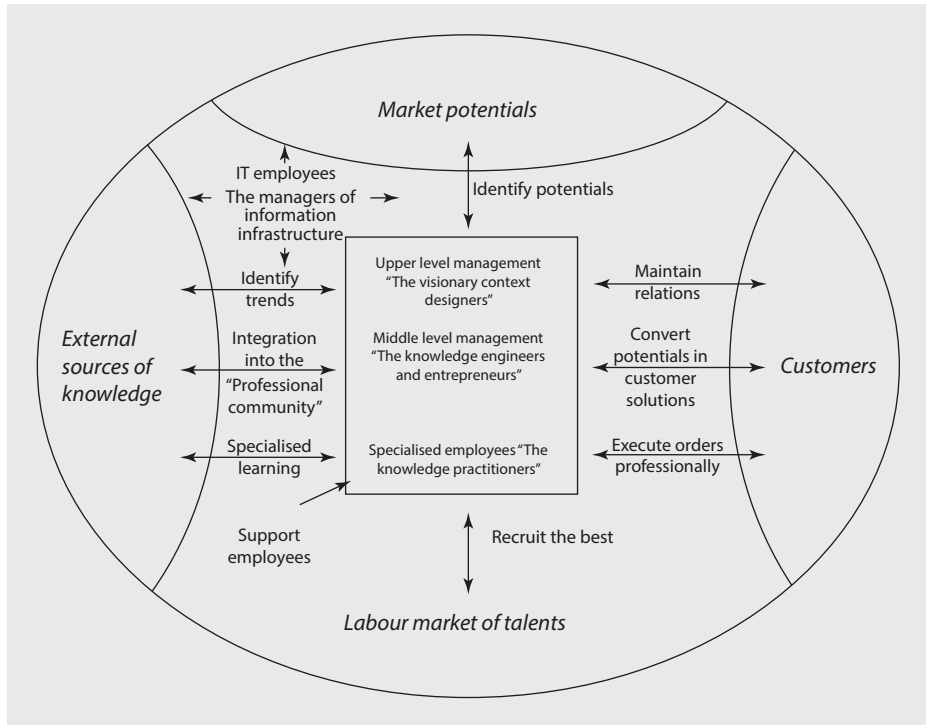 Market potentials
IT employees
The managers of
information
infrastructure
Identify potentials
Identify
trends
Upper level management
“The visionary context
designers”
Maintain
relations
External
sources of
knowledge
Integration
into the
“Professional
community”
Middle level management
“The knowledge engineers
and entrepreneurs”
Convert
potentials in
customer
solutions
Customers
Specialised
learning
Specialised employees “The
knowledge practitioners”
Execute orders
professionally
Support
employees
Recruit the best
Labour market of talents